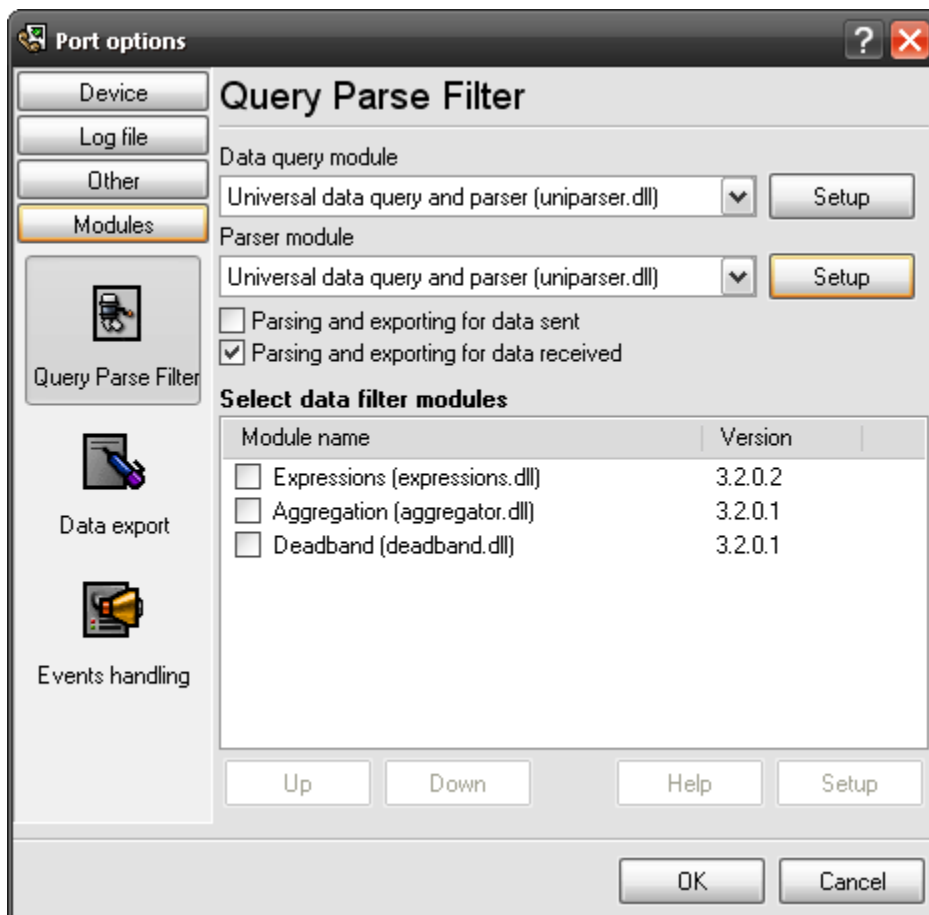 Port options
?
Device
Log file
Other
Modules
Query Parse Filter
Data export
Events handling
Query Parse Filter
Data query module
Universal data query and parser (uniparser.dll)
Setup
Parser module
Universal data query and parser (uniparser.dll)
Setup
Parsing and exporting for data sent
Parsing and exporting for data received
Select data filter modules
Module name Version
Expressions (expressions.dll) 3.2.0.2
Aggregation (aggregator.dll) 3.2.0.1
Deadband (deadband.dll) 3.2.0.1
Up Down Help Setup
OK Cancel